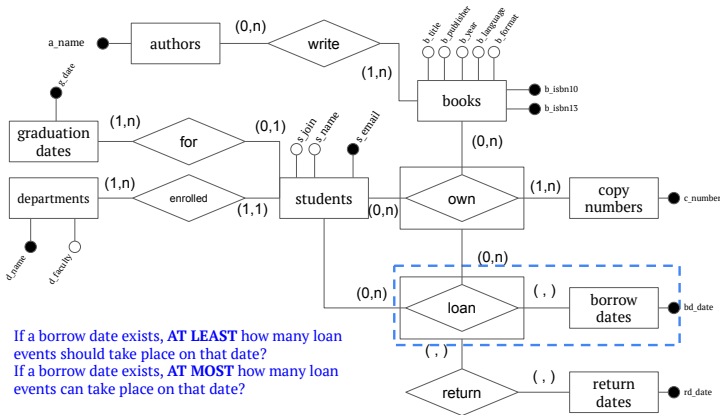 b_title
b_publisher
b_year
b_language
b_format
(0,n)
a_name
authors
write
g_date
(1,n)
books
b_isbn10
b_isbn13
graduation
dates
(1,n)
for
(0,1)
s_join
s_name
s_email
(0,n)
departments
(1,n)
enrolled
(1,1)
students
(0,n)
own
(1,n)
copy
numbers
c_number
d_name
d_faculty
(0,n)
(0,n)
loan
( , )
borrow
dates
bd_date
If a borrow date exists, AT LEAST how many loan
events should take place on that date?
If a borrow date exists, AT MOST how many loan
events can take place on that date?
( , )
return
( , )
return
dates
rd_date